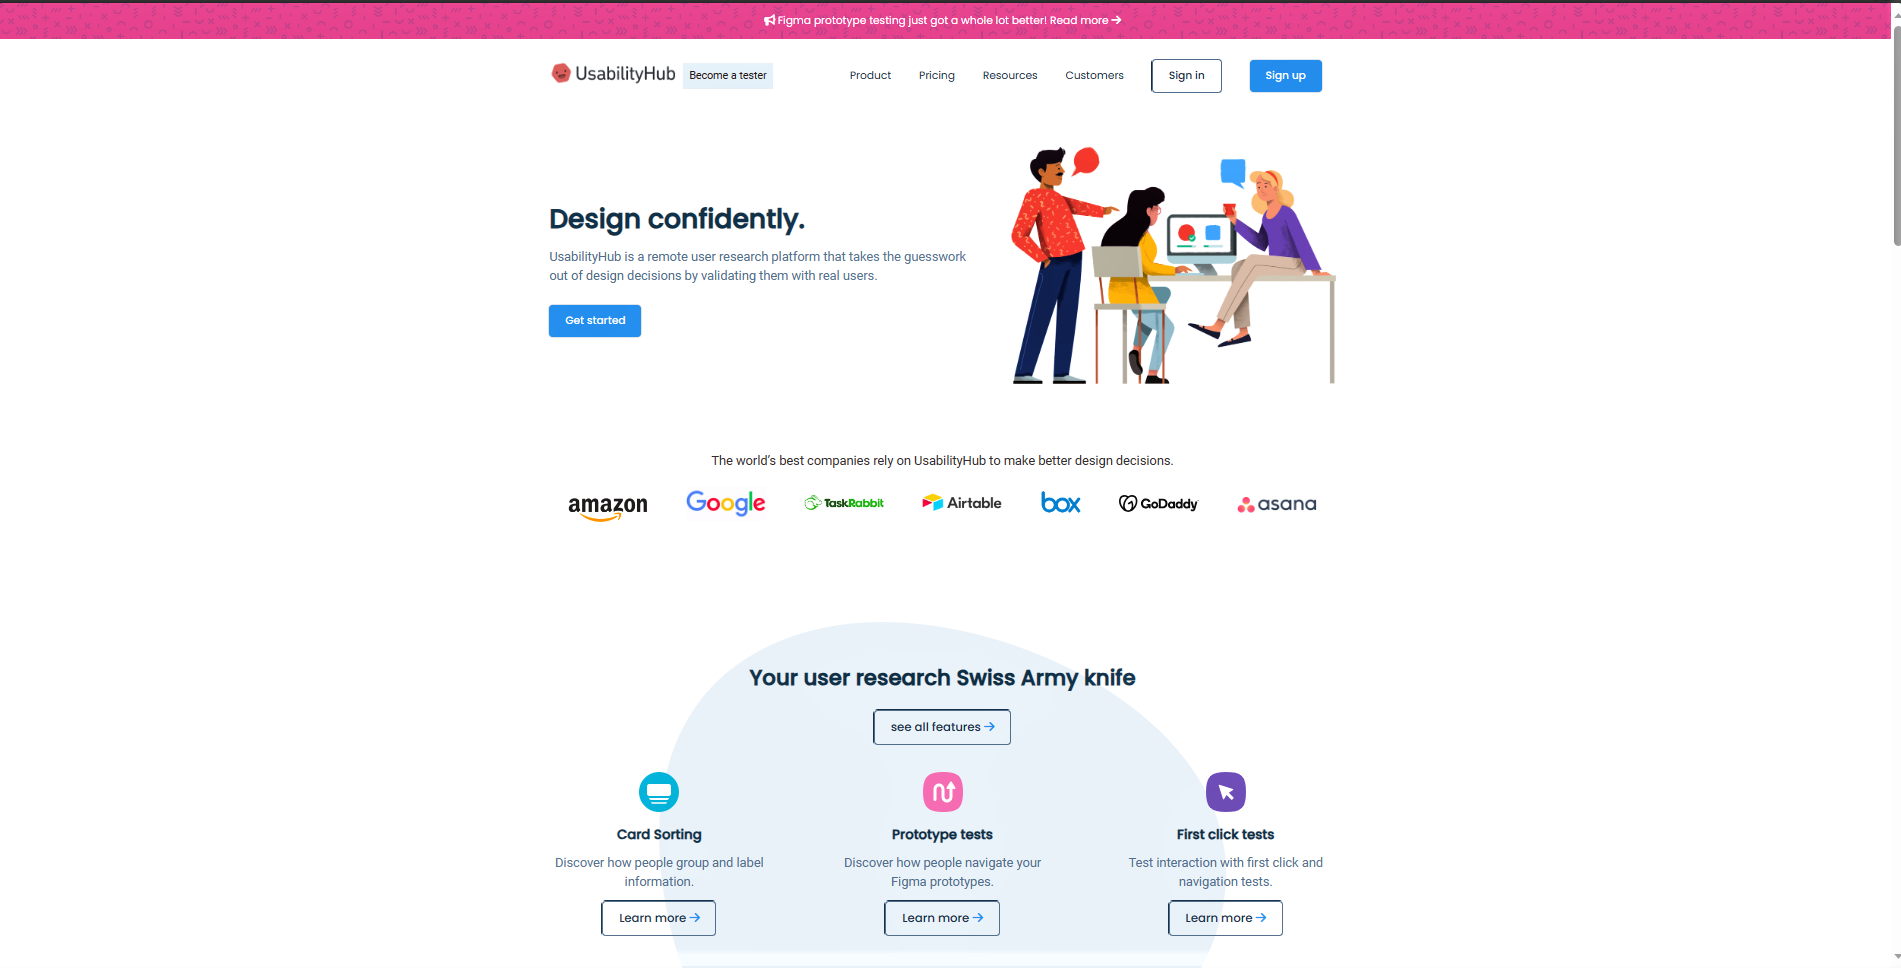 Figma prototype testing just got a whole lot better! Read more →
UsabilityHub Become a tester Product Pricing Resources Customers Sign in Sign up
Design confidently.
UsabilityHub is a remote user research platform that takes the guesswork
out of design decisions by validating them with real users.
Get started
The world's best companies rely on UsabilityHub to make better design decisions.
amazon Google TaskRabbit Airtable box GoDaddy asana
Your user research Swiss Army knife
see all features →
Card Sorting
Discover how people group and label
information.
Learn more →
Prototype tests
Discover how people navigate your
Figma prototypes.
Learn more →
First click tests
Test interaction with first click and
navigation tests.
Learn more →